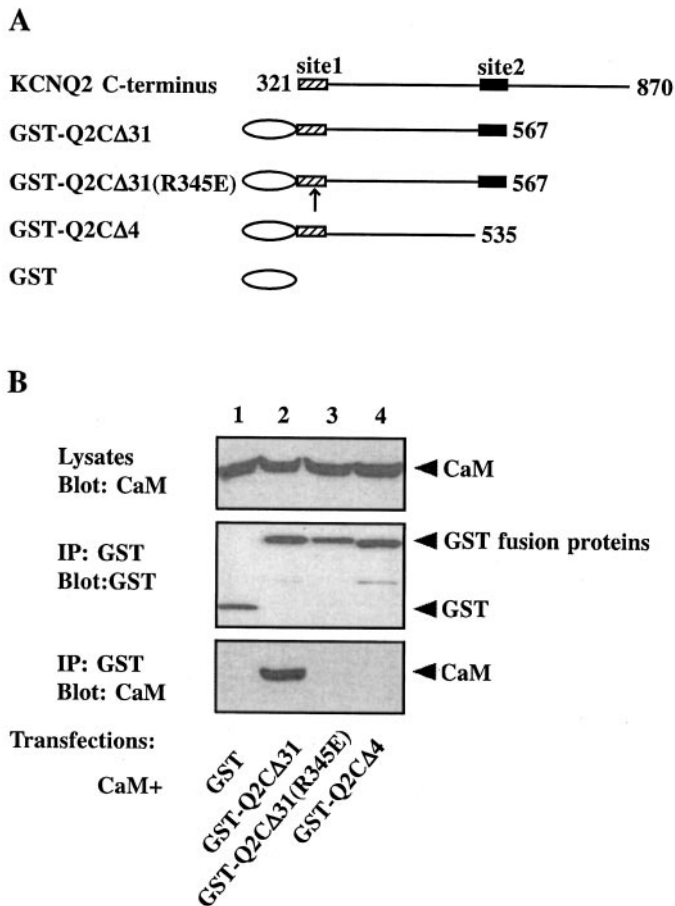 A
site1 site2
KCNQ2 C-terminus 321 870
GST-Q2CΔ31 567
GST-Q2CΔ31(R345E) 567
GST-Q2CΔ4 535
GST
B
1 2 3 4
Lysates
Blot: CaM
CaM
IP: GST
Blot:GST
GST fusion proteins
GST
IP: GST
Blot: CaM
CaM
Transfections:
CaM+
GST
GST-Q2CΔ31
GST-Q2CΔ31(R345E)
GST-Q2CΔ4